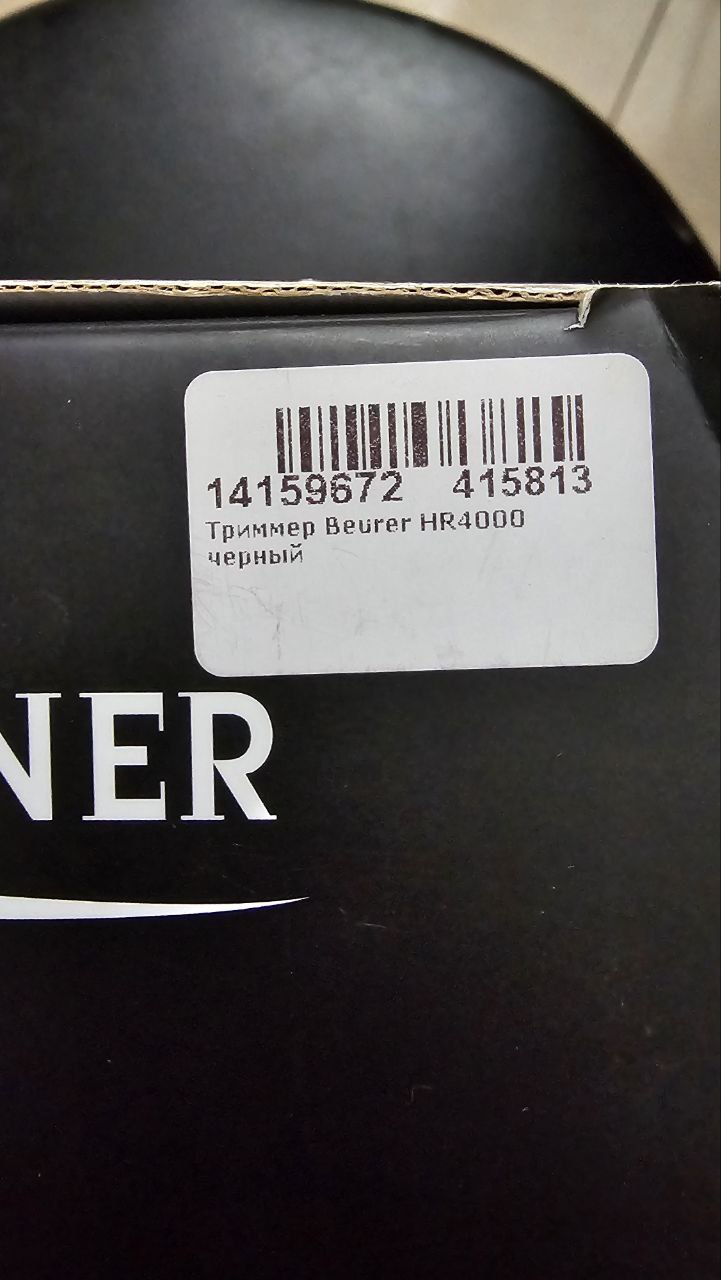 14159672 415813
Триммер Beurer HR4000
черный
NER